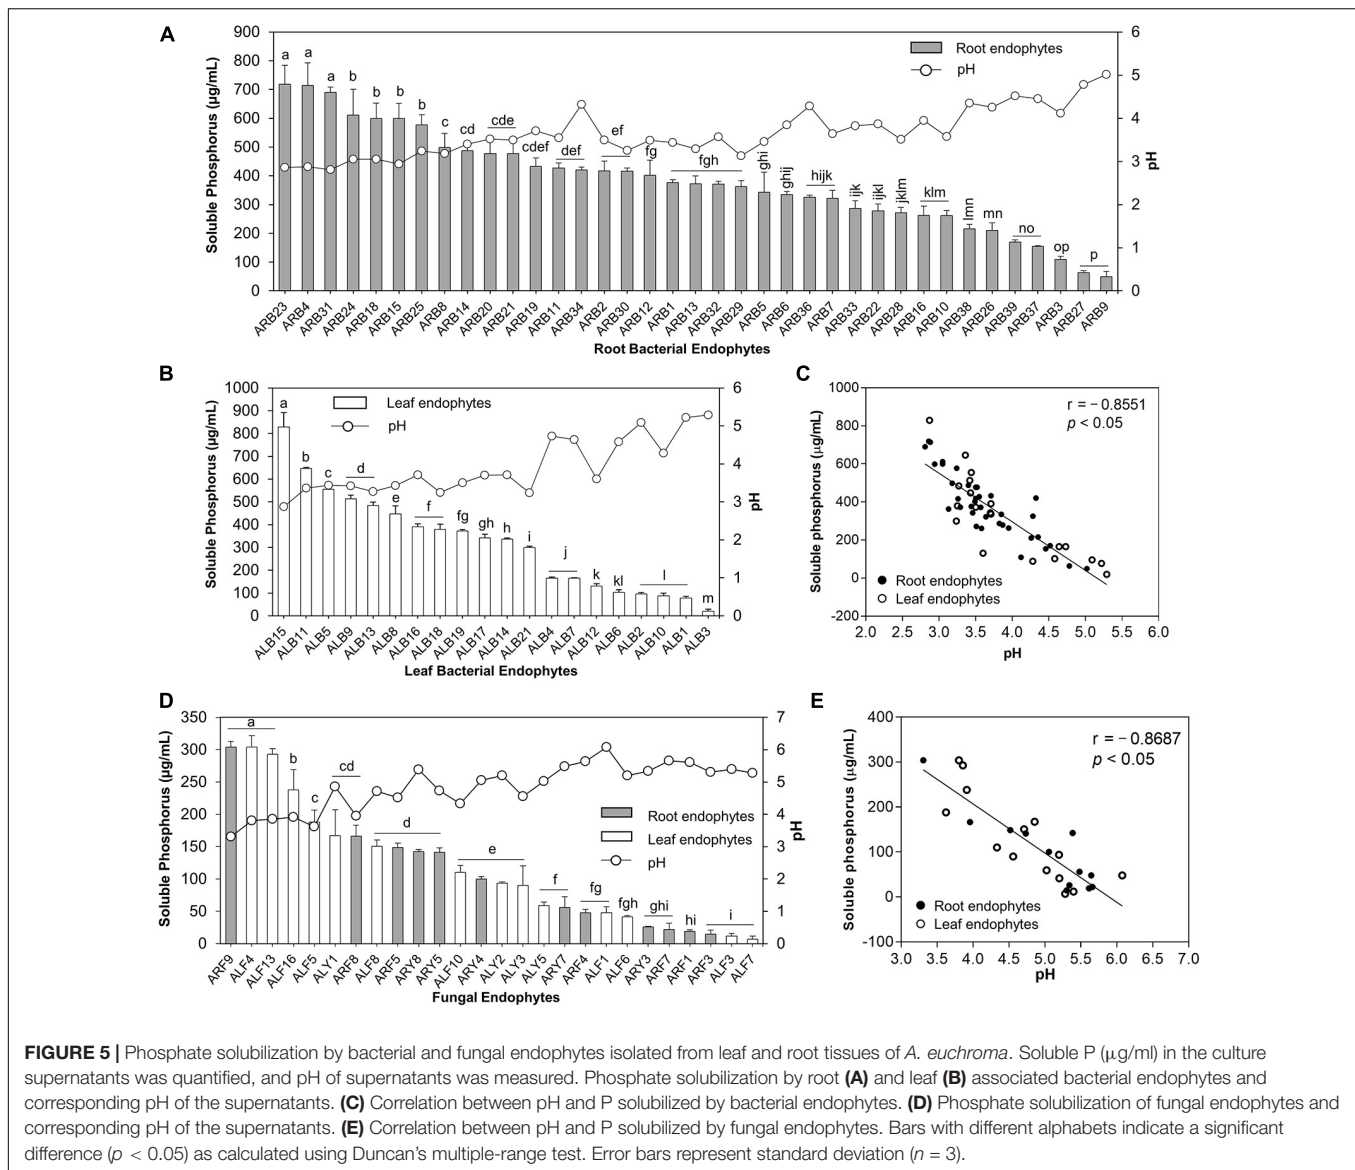 A
Root endophytes
pH
Soluble Phosphorus (µg/mL)
900
800
700
600
500
400
300
200
100
0
a a a b b b b c cd cde cdef def ef fg fgh ghi ghij hijk ijk ijkl jklm klm lmn mn no op p
6
5
4
3
2
1
0
pH
ARB23 ARB4 ARB31 ARB24 ARB18 ARB15 ARB25 ARB8 ARB14 ARB20 ARB21 ARB19 ARB11 ARB34 ARB2 ARB30 ARB12 ARB1 ARB13 ARB32 ARB29 ARB5 ARB6 ARB36 ARB7 ARB33 ARB22 ARB28 ARB16 ARB10 ARB38 ARB26 ARB39 ARB37 ARB3 ARB27 ARB9
Root Bacterial Endophytes
B
Leaf endophytes
pH
Soluble Phosphorus (µg/mL)
1000
900
800
700
600
500
400
300
200
100
0
a b c d e f fg gh h i j k kl l m
6
5
4
3
2
1
0
pH
ALB15 ALB11 ALB5 ALB9 ALB13 ALB8 ALB16 ALB18 ALB19 ALB17 ALB14 ALB21 ALB4 ALB7 ALB12 ALB6 ALB2 ALB10 ALB1 ALB3
Leaf Bacterial Endophytes
C
r = − 0.8551
p < 0.05
Soluble phosphorus (µg/mL)
1000
800
600
400
200
0
-200
Root endophytes
Leaf endophytes
2.0 2.5 3.0 3.5 4.0 4.5 5.0 5.5 6.0
pH
D
Soluble Phosphorus (µg/mL)
350
300
250
200
150
100
50
0
a b c cd d e f fg fgh ghi hi i
Root endophytes
Leaf endophytes
pH
7
6
5
4
3
2
1
0
pH
ARF9 ALF4 ALF13 ALF16 ALF5 ALY1 ARF8 ALF8 ARF5 ARY8 ARY5 ALF10 ARY4 ALY2 ALY3 ALY5 ARY7 ARF4 ALF1 ALF6 ARY3 ARF7 ARF1 ARF3 ALF3 ALF7
Fungal Endophytes
E
r = − 0.8687
p < 0.05
Soluble phosphorus (µg/mL)
400
300
200
100
0
-100
Root endophytes
Leaf endophytes
3.0 3.5 4.0 4.5 5.0 5.5 6.0 6.5 7.0
pH
FIGURE 5 | Phosphate solubilization by bacterial and fungal endophytes isolated from leaf and root tissues of A. euchroma. Soluble P (µg/ml) in the culture
supernatants was quantified, and pH of supernatants was measured. Phosphate solubilization by root (A) and leaf (B) associated bacterial endophytes and
corresponding pH of the supernatants. (C) Correlation between pH and P solubilized by bacterial endophytes. (D) Phosphate solubilization of fungal endophytes and
corresponding pH of the supernatants. (E) Correlation between pH and P solubilized by fungal endophytes. Bars with different alphabets indicate a significant
difference (p < 0.05) as calculated using Duncan's multiple-range test. Error bars represent standard deviation (n = 3).